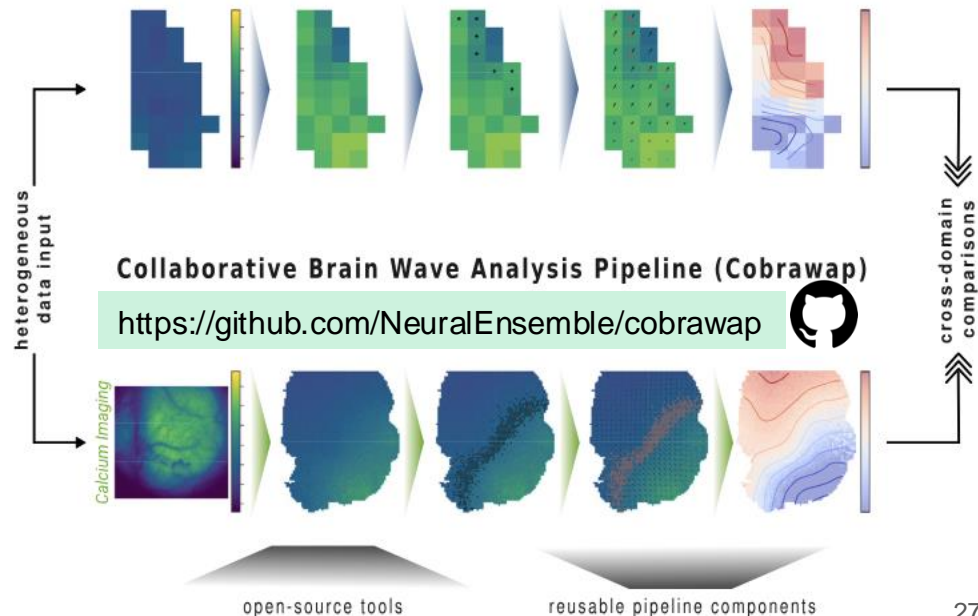 heterogeneous
data input
Collaborative Brain Wave Analysis Pipeline (Cobrawap)
https://github.com/NeuralEnsemble/cobrawap
cross-domain
comparisons
Calcium Imaging
open-source tools
reusable pipeline components
27